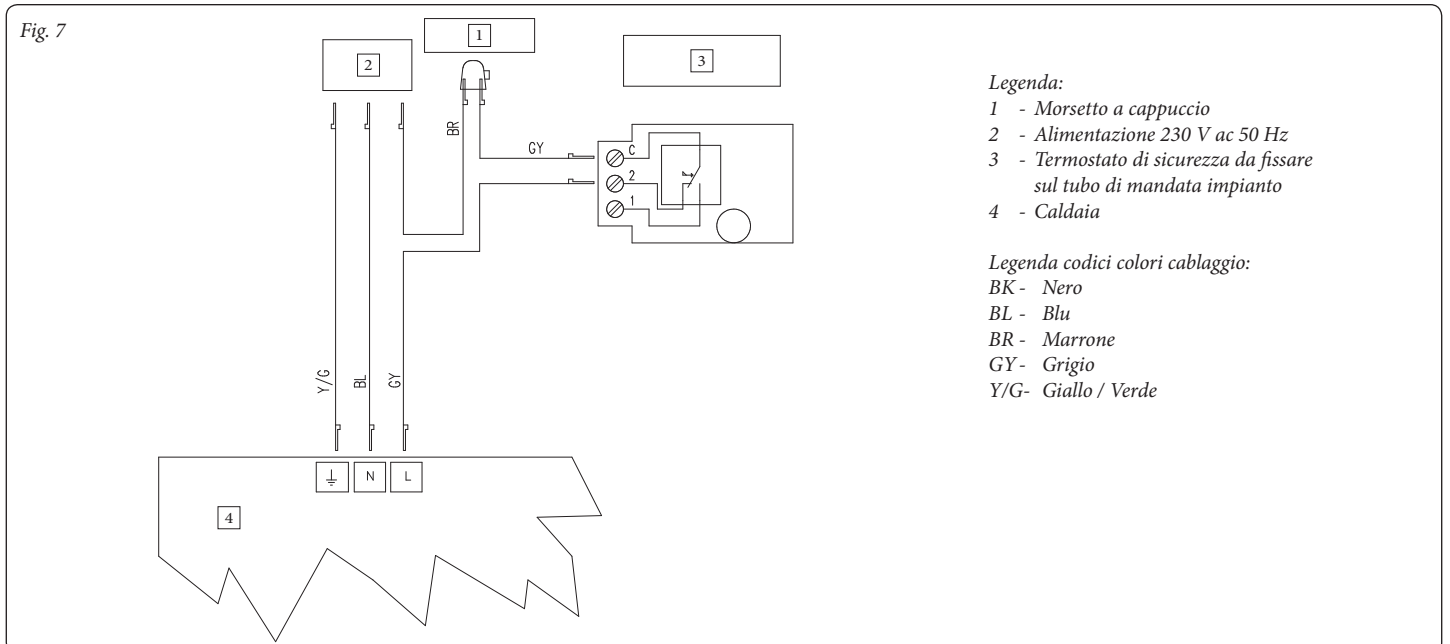 Fig. 7
1
2
3
BR
GY
C
2
1
Y/G
BL
GY
N
L
4
Legenda:
1 - Morsetto a cappuccio
2 - Alimentazione 230 V ac 50 Hz
3 - Termostato di sicurezza da fissare
sul tubo di mandata impianto
4 - Caldaia
Legenda codici colori cablaggio:
BK - Nero
BL - Blu
BR - Marrone
GY - Grigio
Y/G- Giallo / Verde